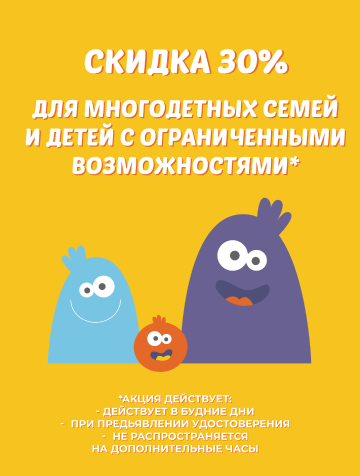 СКИДКА 30%
ДЛЯ МНОГОДЕТНЫХ СЕМЕЙ
И ДЕТЕЙ С ОГРАНИЧЕННЫМИ
ВОЗМОЖНОСТЯМИ*
*АКЦИЯ ДЕЙСТВУЕТ:
- ДЕЙСТВУЕТ В БУДНИЕ ДНИ
- ПРИ ПРЕДЬЯВЛЕНИИ УДОСТОВЕРЕНИЯ
- НЕ РАСПРОСТРАНЯЕТСЯ
НА ДОПОЛНИТЕЛЬНЫЕ ЧАСЫ